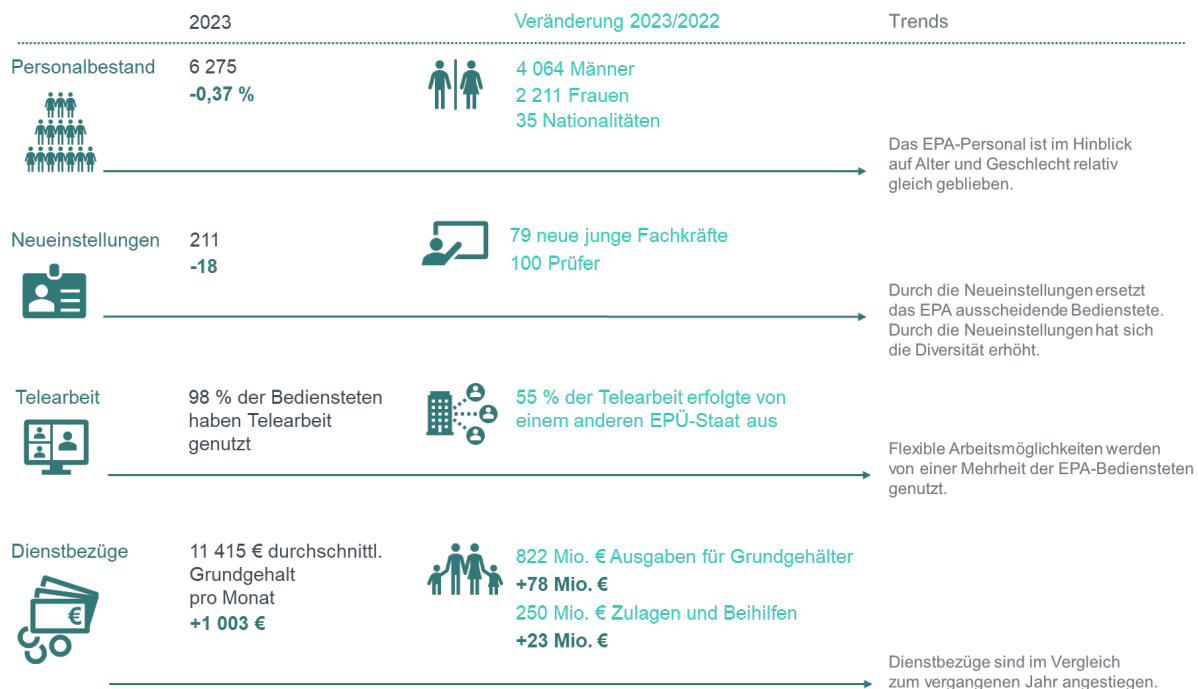 2023
Veränderung 2023/2022
Trends
Personalbestand
6 275
-0,37 %
4 064 Männer
2 211 Frauen
35 Nationalitäten
Das EPA-Personal ist im Hinblick
auf Alter und Geschlecht relativ
gleich geblieben.
Neueinstellungen
211
-18
79 neue junge Fachkräfte
100 Prüfer
Durch die Neueinstellungen ersetzt
das EPA ausscheidende Bedienstete.
Durch die Neueinstellungen hat sich
die Diversität erhöht.
Telearbeit
98 % der Bediensteten
haben Telearbeit
genutzt
55 % der Telearbeit erfolgte von
einem anderen EPÜ-Staat aus
Flexible Arbeitsmöglichkeiten werden
von einer Mehrheit der EPA-Bediensteten
genutzt.
Dienstbezüge
€
11 415 € durchschnittl.
Grundgehalt
pro Monat
+1 003 €
822 Mio. € Ausgaben für Grundgehälter
+78 Mio. €
250 Mio. € Zulagen und Beihilfen
+23 Mio. €
Dienstbezüge sind im Vergleich
zum vergangenen Jahr angestiegen.